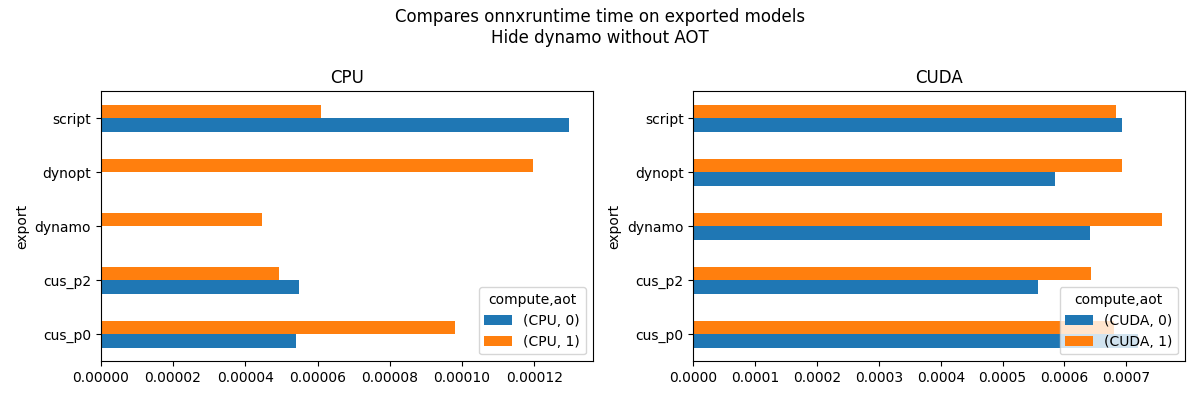 Compares onnxruntime time on exported models
Hide dynamo without AOT
CPU
export
script
dynopt
dynamo
cus_p2
cus_p0
compute,aot
(CPU, 0)
(CPU, 1)
0.00000 0.00002 0.00004 0.00006 0.00008 0.00010 0.00012
CUDA
export
script
dynopt
dynamo
cus_p2
cus_p0
compute,aot
(CUDA, 0)
(CUDA, 1)
0.0000 0.0001 0.0002 0.0003 0.0004 0.0005 0.0006 0.0007